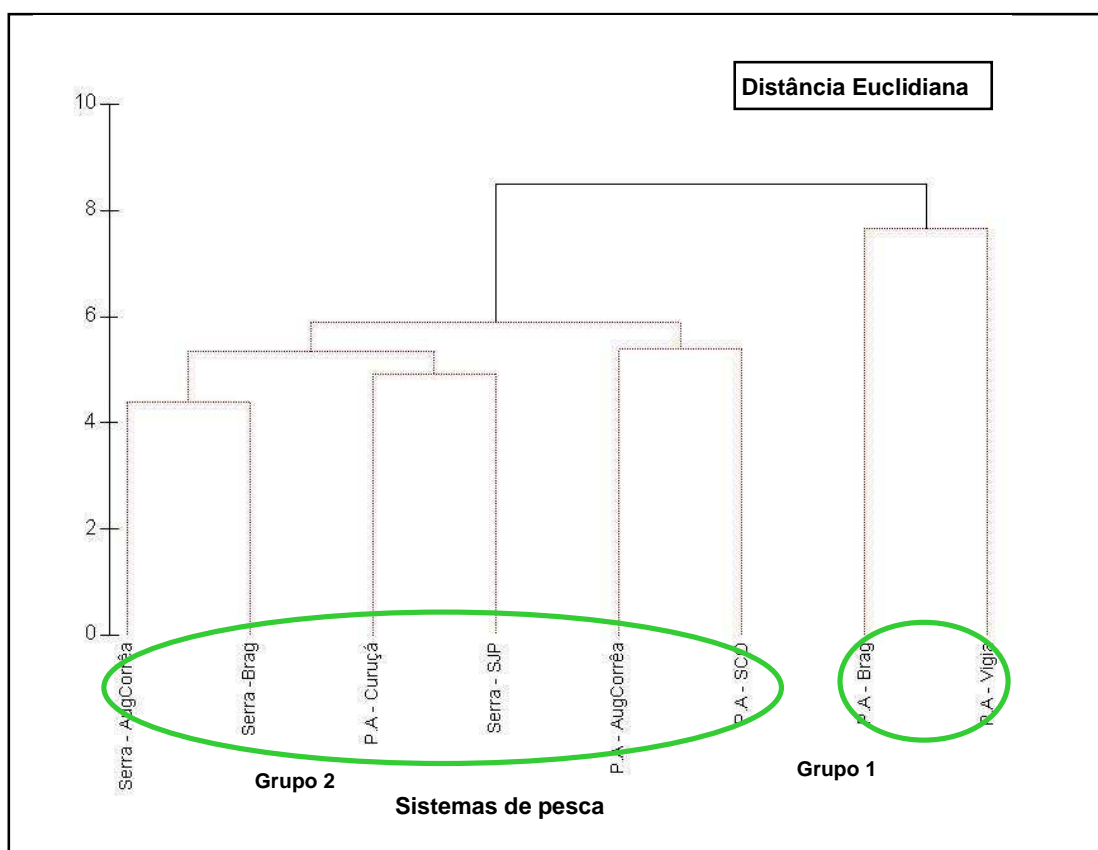 Distância Euclidiana
10
8
6
4
2
0
Serra - AugCorrêa
Serra -Brag
P.A - Curuçá
Serra - SJP
P.A - AugCorrêa
P.A - SCO
P.A - Brag
P.A - Vigia
Grupo 2
Grupo 1
Sistemas de pesca